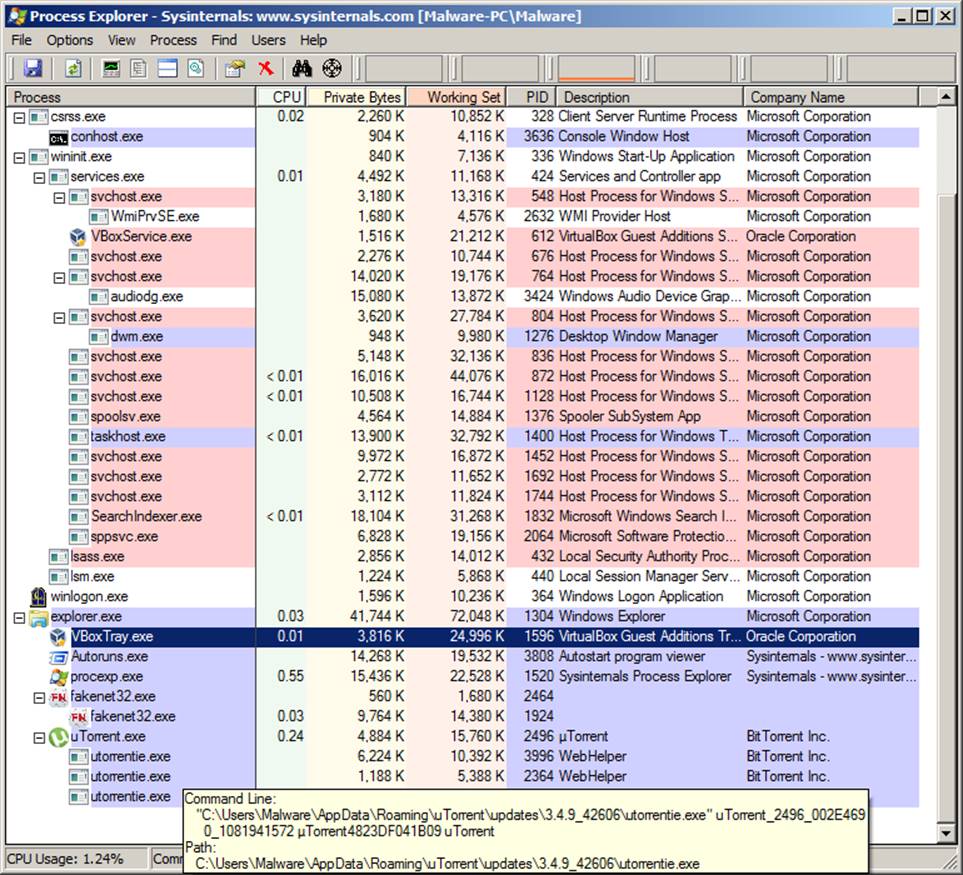 Process Explorer - Sysinternals: www.sysinternals.com [Malware-PC\Malware]
File Options View Process Find Users Help
Process CPU Private Bytes Working Set PID Description Company Name
csrss.exe 0.02 2,260 K 10,852 K 328 Client Server Runtime Process Microsoft Corporation
conhost.exe 904 K 4,116 K 3636 Console Window Host Microsoft Corporation
wininit.exe 840 K 7,136 K 336 Windows Start-Up Application Microsoft Corporation
services.exe 0.01 4,492 K 11,168 K 424 Services and Controller app Microsoft Corporation
svchost.exe 3,180 K 13,316 K 548 Host Process for Windows S... Microsoft Corporation
WmiPrvSE.exe 1,680 K 4,576 K 2632 WMI Provider Host Microsoft Corporation
VBoxService.exe 1,516 K 21,212 K 612 VirtualBox Guest Additions S... Oracle Corporation
svchost.exe 2,276 K 10,744 K 676 Host Process for Windows S... Microsoft Corporation
svchost.exe 14,020 K 19,176 K 764 Host Process for Windows S... Microsoft Corporation
audiodg.exe 15,080 K 13,872 K 3424 Windows Audio Device Grap... Microsoft Corporation
svchost.exe 3,620 K 27,784 K 804 Host Process for Windows S... Microsoft Corporation
dwm.exe 948 K 9,980 K 1276 Desktop Window Manager Microsoft Corporation
svchost.exe 5,148 K 32,136 K 836 Host Process for Windows S... Microsoft Corporation
svchost.exe < 0.01 16,016 K 44,076 K 872 Host Process for Windows S... Microsoft Corporation
svchost.exe < 0.01 10,508 K 16,744 K 1128 Host Process for Windows S... Microsoft Corporation
spoolsv.exe 4,564 K 14,884 K 1376 Spooler SubSystem App Microsoft Corporation
taskhost.exe < 0.01 13,900 K 32,792 K 1400 Host Process for Windows T... Microsoft Corporation
svchost.exe 9,972 K 16,872 K 1452 Host Process for Windows S... Microsoft Corporation
svchost.exe 2,772 K 11,652 K 1692 Host Process for Windows S... Microsoft Corporation
svchost.exe 3,112 K 11,824 K 1744 Host Process for Windows S... Microsoft Corporation
SearchIndexer.exe < 0.01 18,104 K 31,268 K 1832 Microsoft Windows Search I... Microsoft Corporation
sppsvc.exe 6,828 K 19,156 K 2064 Microsoft Software Protectio... Microsoft Corporation
lsass.exe 2,856 K 14,012 K 432 Local Security Authority Proc... Microsoft Corporation
lsm.exe 1,224 K 5,868 K 440 Local Session Manager Serv... Microsoft Corporation
winlogon.exe 1,596 K 10,236 K 364 Windows Logon Application Microsoft Corporation
explorer.exe 0.03 41,744 K 72,048 K 1304 Windows Explorer Microsoft Corporation
VBoxTray.exe 0.01 3,816 K 24,996 K 1596 VirtualBox Guest Additions Tr... Oracle Corporation
Autoruns.exe 14,268 K 19,532 K 3808 Autostart program viewer Sysinternals - www.sysinter...
procexp.exe 0.55 15,436 K 22,528 K 1520 Sysinternals Process Explorer Sysinternals - www.sysinter...
FN fakenet32.exe 560 K 1,680 K 2464
FN fakenet32.exe 0.03 9,764 K 14,380 K 1924
uTorrent.exe 0.24 4,884 K 15,760 K 2496 µTorrent BitTorrent Inc.
utorrentie.exe 6,224 K 10,392 K 3996 WebHelper BitTorrent Inc.
utorrentie.exe 1,188 K 5,388 K 2364 WebHelper BitTorrent Inc.
utorrentie.exe
Command Line:
"C:\Users\Malware\AppData\Roaming\uTorrent\updates\3.4.9_42606\utorrentie.exe" uTorrent_2496_002E469
0_1081941572 µTorrent4823DF041B09 uTorrent
Path:
C:\Users\Malware\AppData\Roaming\uTorrent\updates\3.4.9_42606\utorrentie.exe
CPU Usage: 1.24% Comm